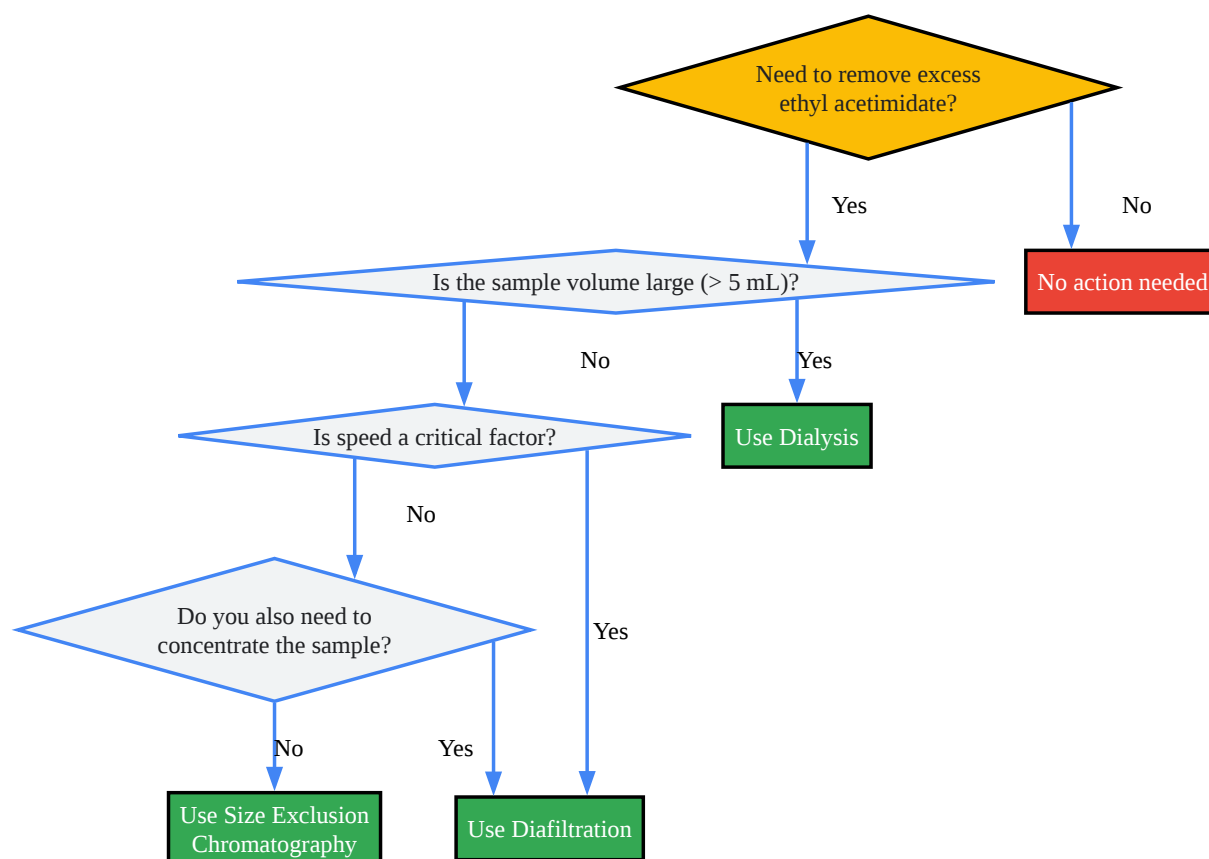 Need to remove excess
ethyl acetimidate?
Yes
No
Is the sample volume large (> 5 mL)?
No action needed
No
Yes
Is speed a critical factor?
Use Dialysis
No
Do you also need to
concentrate the sample?
Yes
No
Yes
Use Size Exclusion
Chromatography
Use Diafiltration